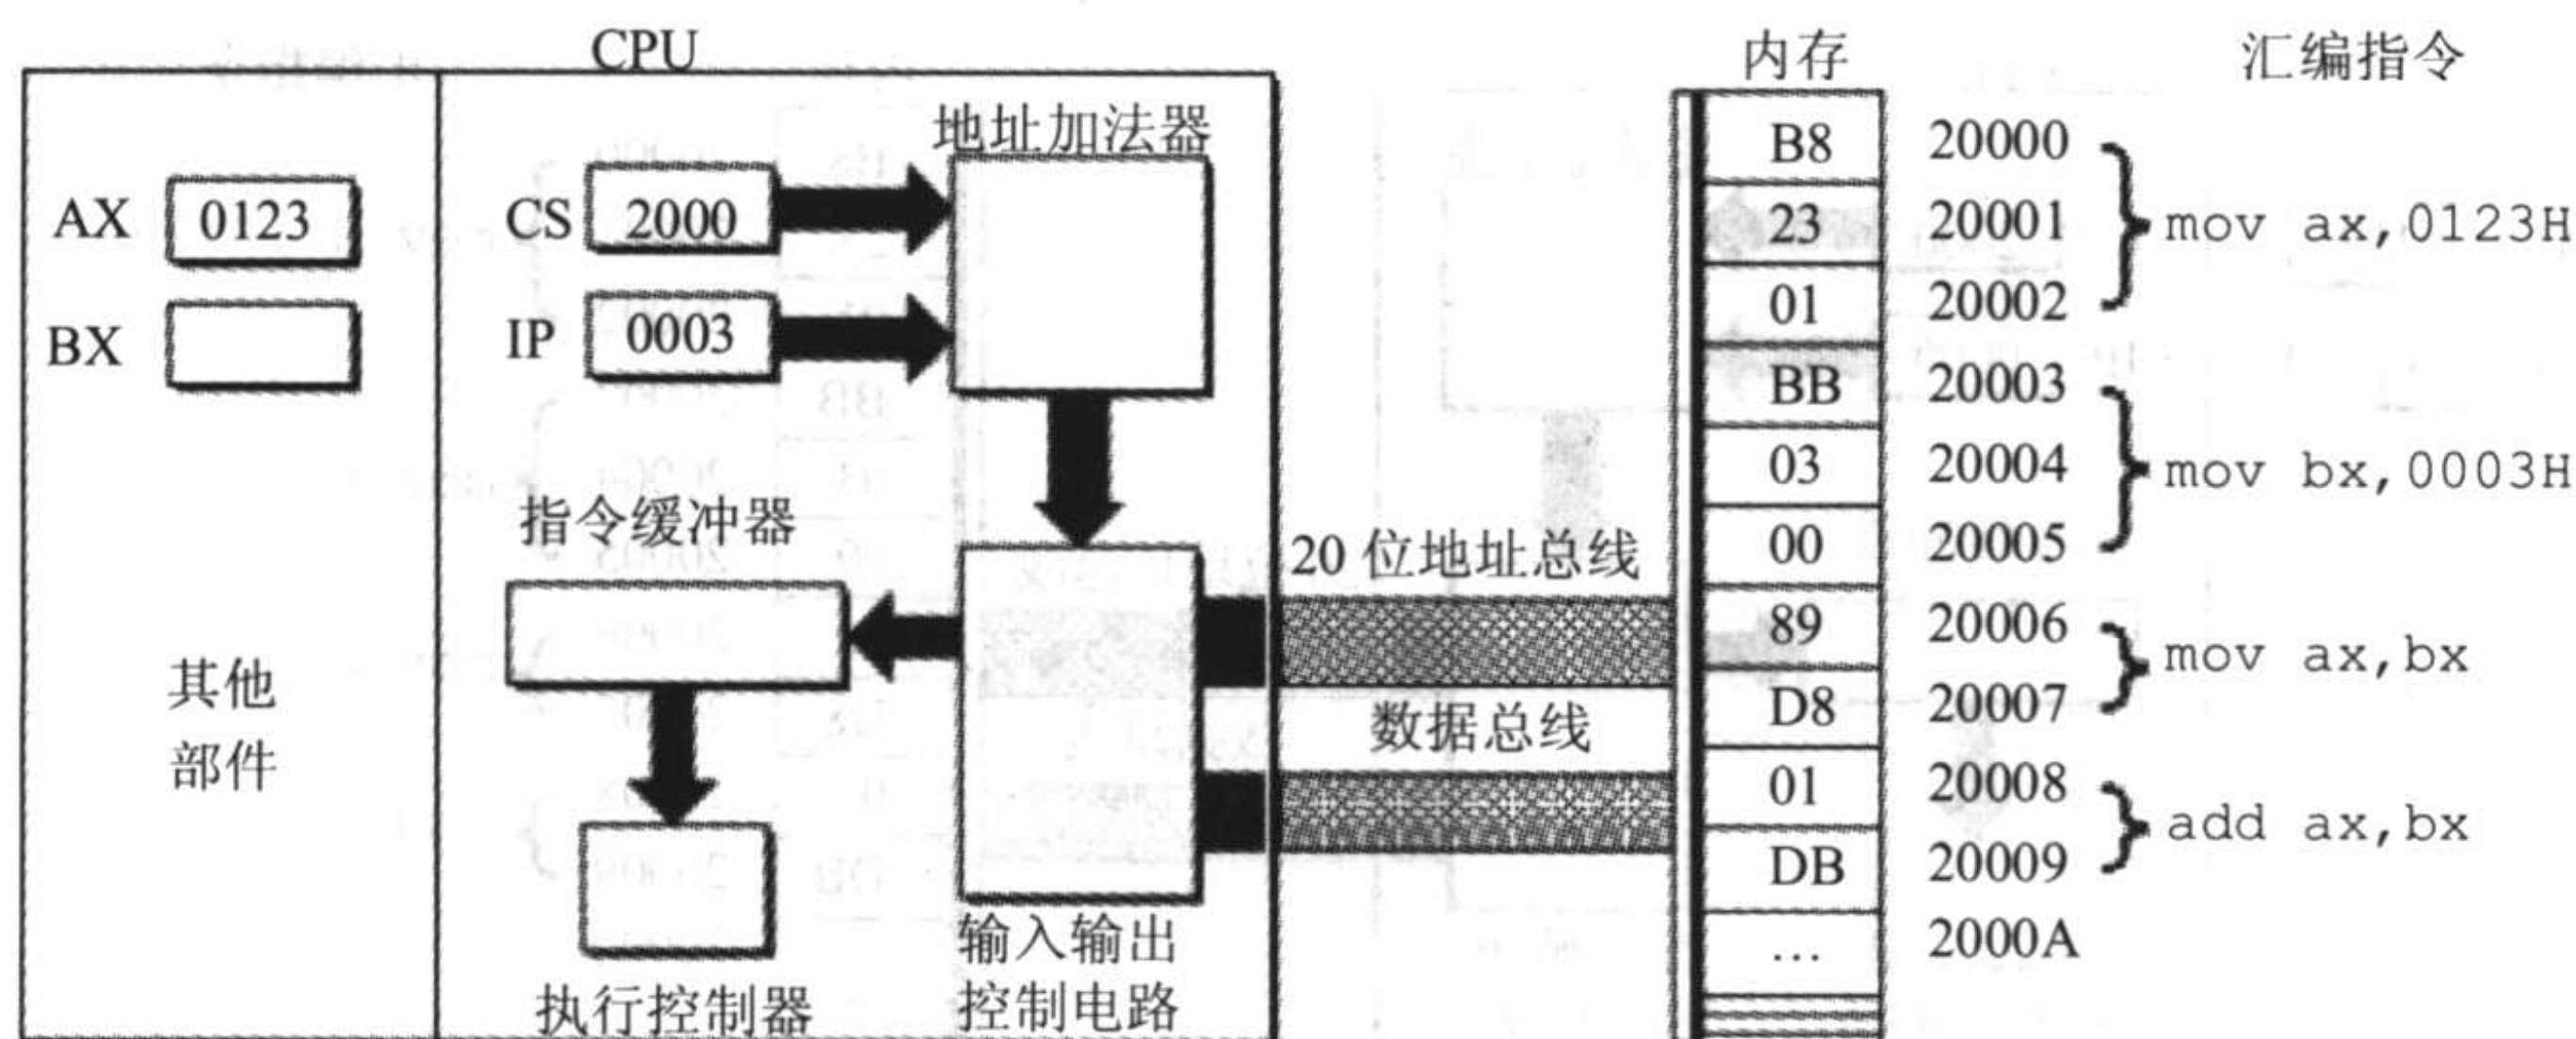 CPU
内存
汇编指令
地址加法器
AX
0123
BX
CS
2000
IP
0003
指令缓冲器
其他
部件
执行控制器
输入输出
控制电路
20 位地址总线
数据总线
B8 20000
23 20001
01 20002
mov ax,0123H
BB 20003
03 20004
00 20005
mov bx,0003H
89 20006
D8 20007
mov ax,bx
01 20008
DB 20009
add ax,bx
… 2000A